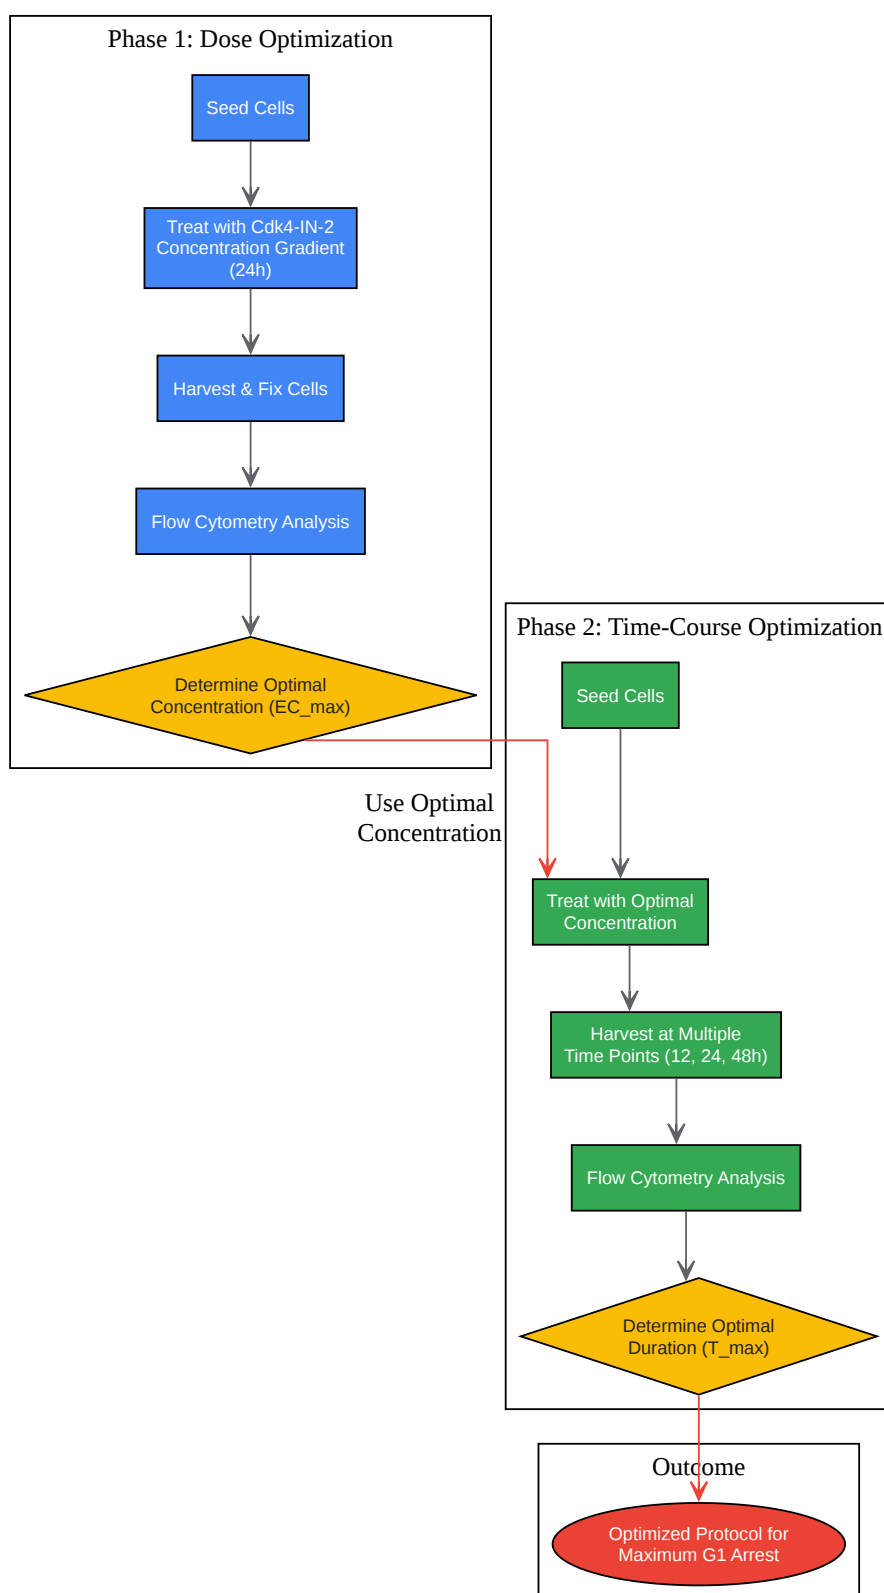 Phase 1: Dose Optimization
Seed Cells
Treat with Cdk4-IN-2
Concentration Gradient
(24h)
Harvest & Fix Cells
Flow Cytometry Analysis
Determine Optimal
Concentration (EC_max)
Use Optimal
Concentration
Phase 2: Time-Course Optimization
Seed Cells
Treat with Optimal
Concentration
Harvest at Multiple
Time Points (12, 24, 48h)
Flow Cytometry Analysis
Determine Optimal
Duration (T_max)
Outcome
Optimized Protocol for
Maximum G1 Arrest